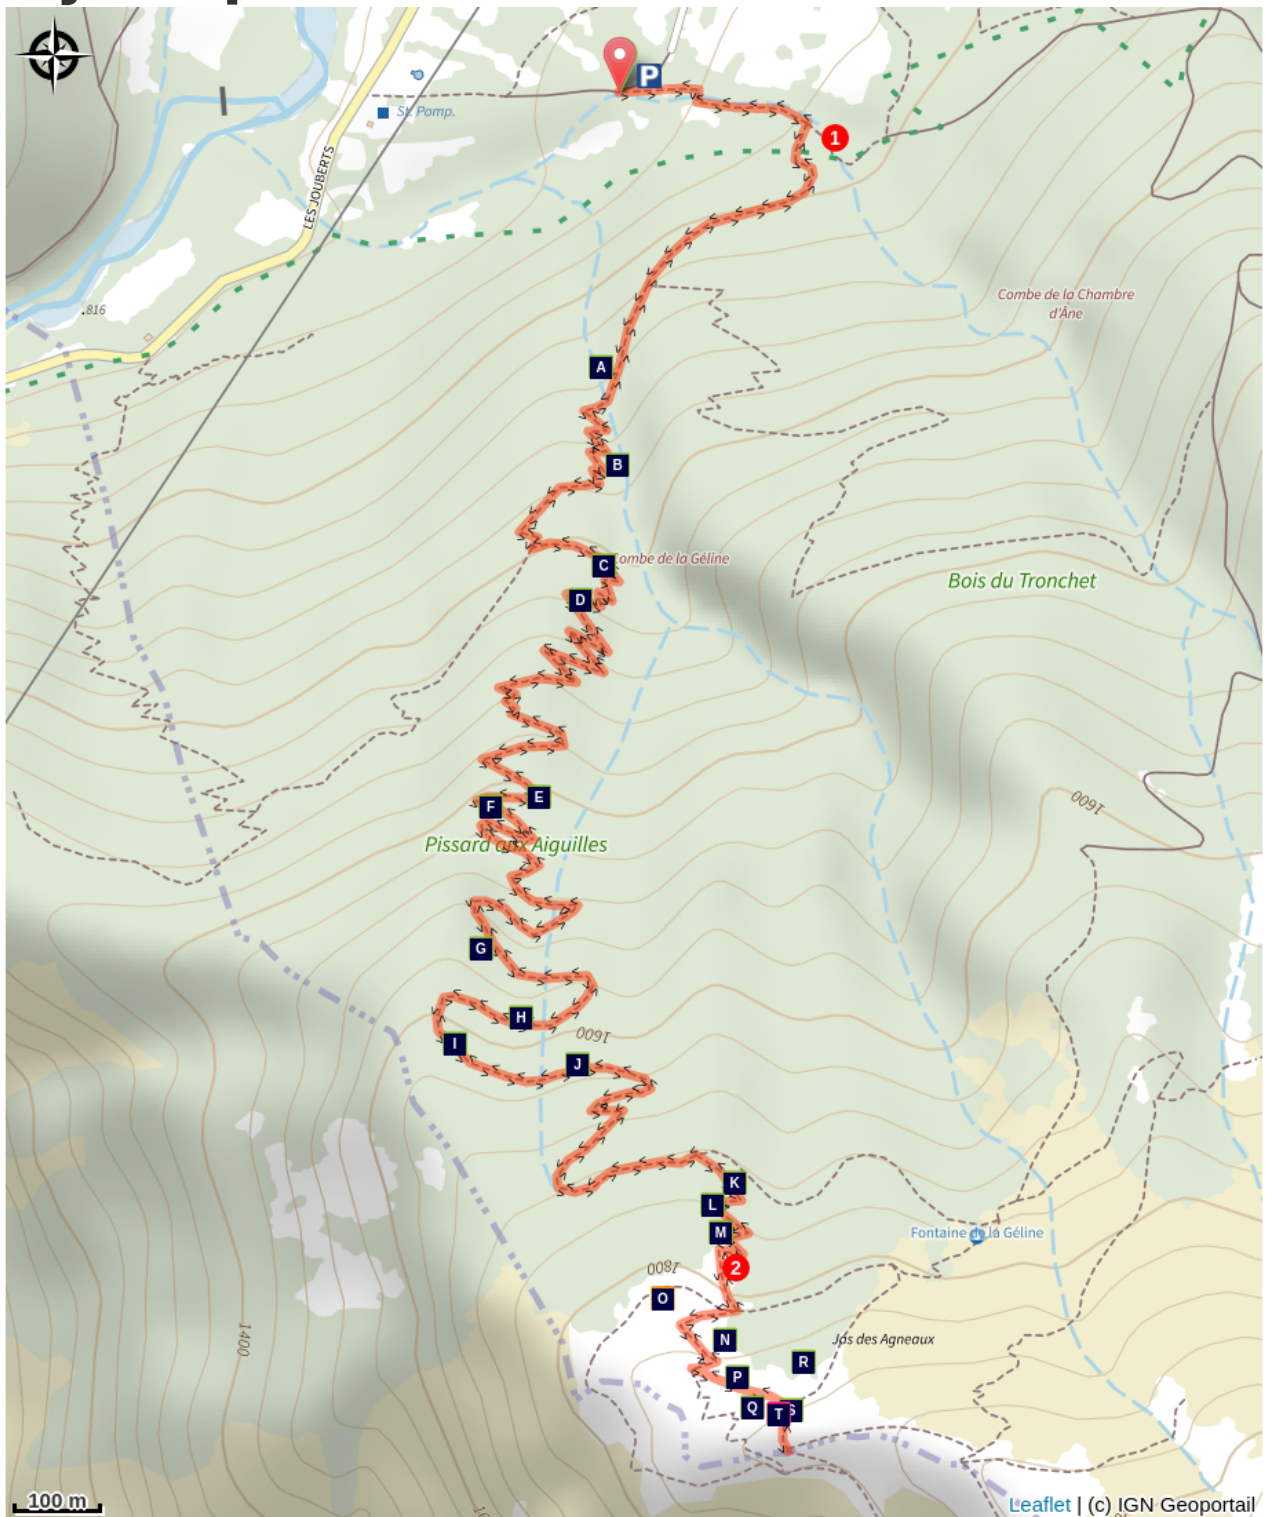 P
St. Pomp.
1
LES JOUBERTS
Combe de la Chambre
d'Âne
.816
A
B
Combe de la Géline
C
Bois du Tronchet
D
1600
E
F
Pissard aux Aiguilles
G
H
1600
I
J
K
L
M
Fontaine de la Géline
2
1800
O
1400
N
Jas des Agneaux
R
P
Q
T
S
100 m
Leaflet | (c) IGN Geoportail